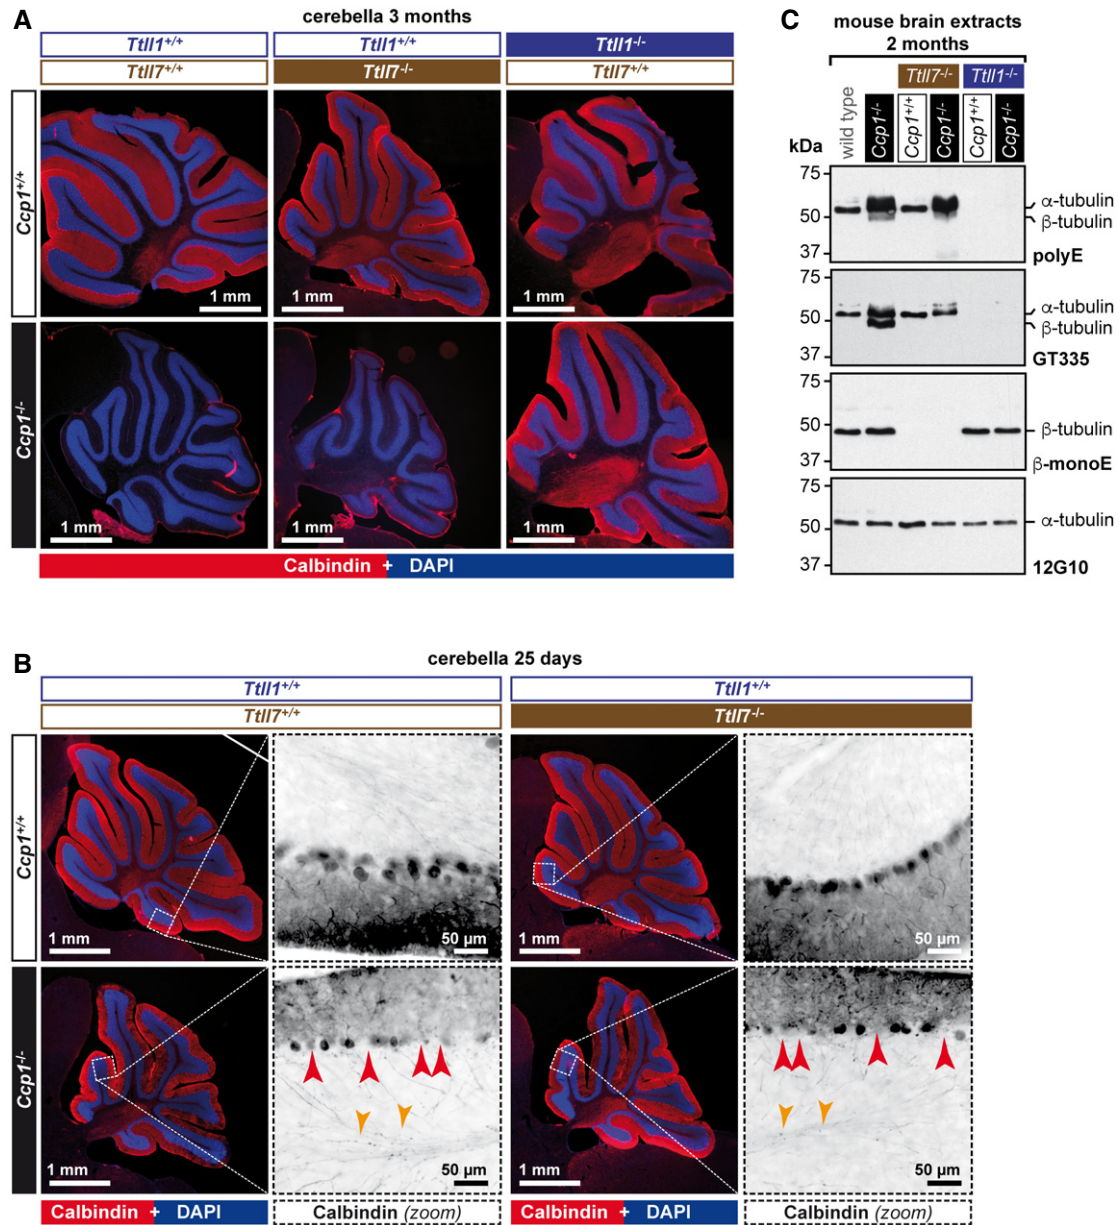 A
cerebella 3 months
Ttll1+/+ Ttll1+/+ Ttll1-/-
Ttll7+/+ Ttll7-/- Ttll7+/+
Ccp1+/+
1 mm 1 mm 1 mm
Ccp1-/-
1 mm 1 mm 1 mm
Calbindin + DAPI
C
mouse brain extracts
2 months
Ttll7-/- Ttll1-/-
kDa wild type Ccp1-/- Ccp1+/+ Ccp1-/- Ccp1+/+ Ccp1-/-
75
α-tubulin
50
β-tubulin
37
polyE
75
α-tubulin
50
β-tubulin
37
GT335
75
50 β-tubulin
37
β-monoE
75
50 α-tubulin
37
12G10
B
cerebella 25 days
Ttll1+/+ Ttll1+/+
Ttll7+/+ Ttll7-/-
Ccp1+/+
1 mm 50 µm 1 mm 50 µm
Ccp1-/-
1 mm 50 µm 1 mm 50 µm
Calbindin + DAPI Calbindin (zoom) Calbindin + DAPI Calbindin (zoom)